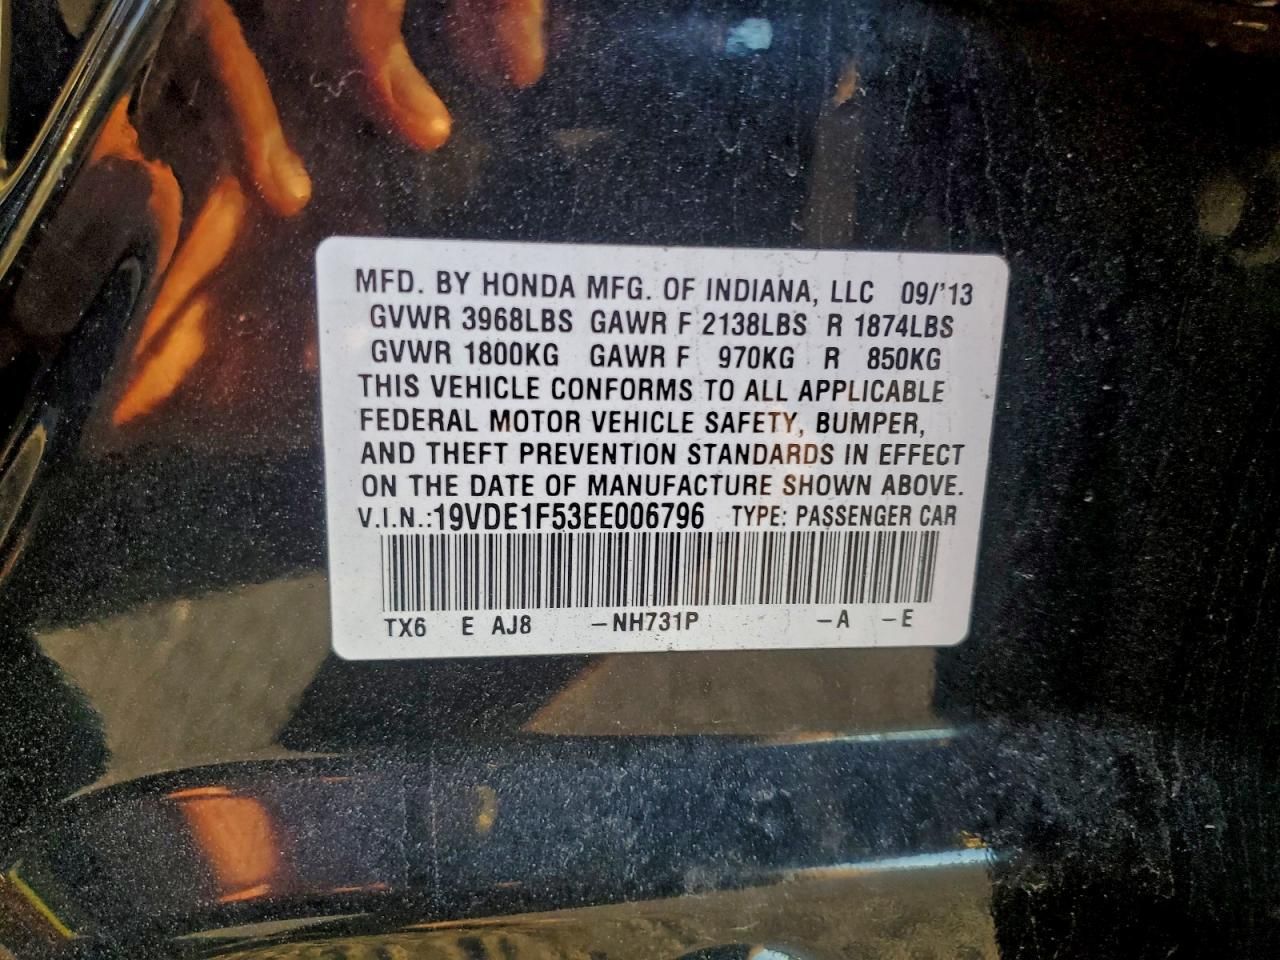 MFD. BY HONDA MFG. OF INDIANA, LLC 09/'13
GVWR 3968LBS GAWR F 2138LBS R 1874LBS
GVWR 1800KG GAWR F 970KG R 850KG
THIS VEHICLE CONFORMS TO ALL APPLICABLE
FEDERAL MOTOR VEHICLE SAFETY, BUMPER,
AND THEFT PREVENTION STANDARDS IN EFFECT
ON THE DATE OF MANUFACTURE SHOWN ABOVE.
V.I.N.:19VDE1F53EE006796 TYPE: PASSENGER CAR
TX6 E AJ8 –NH731P –A –E